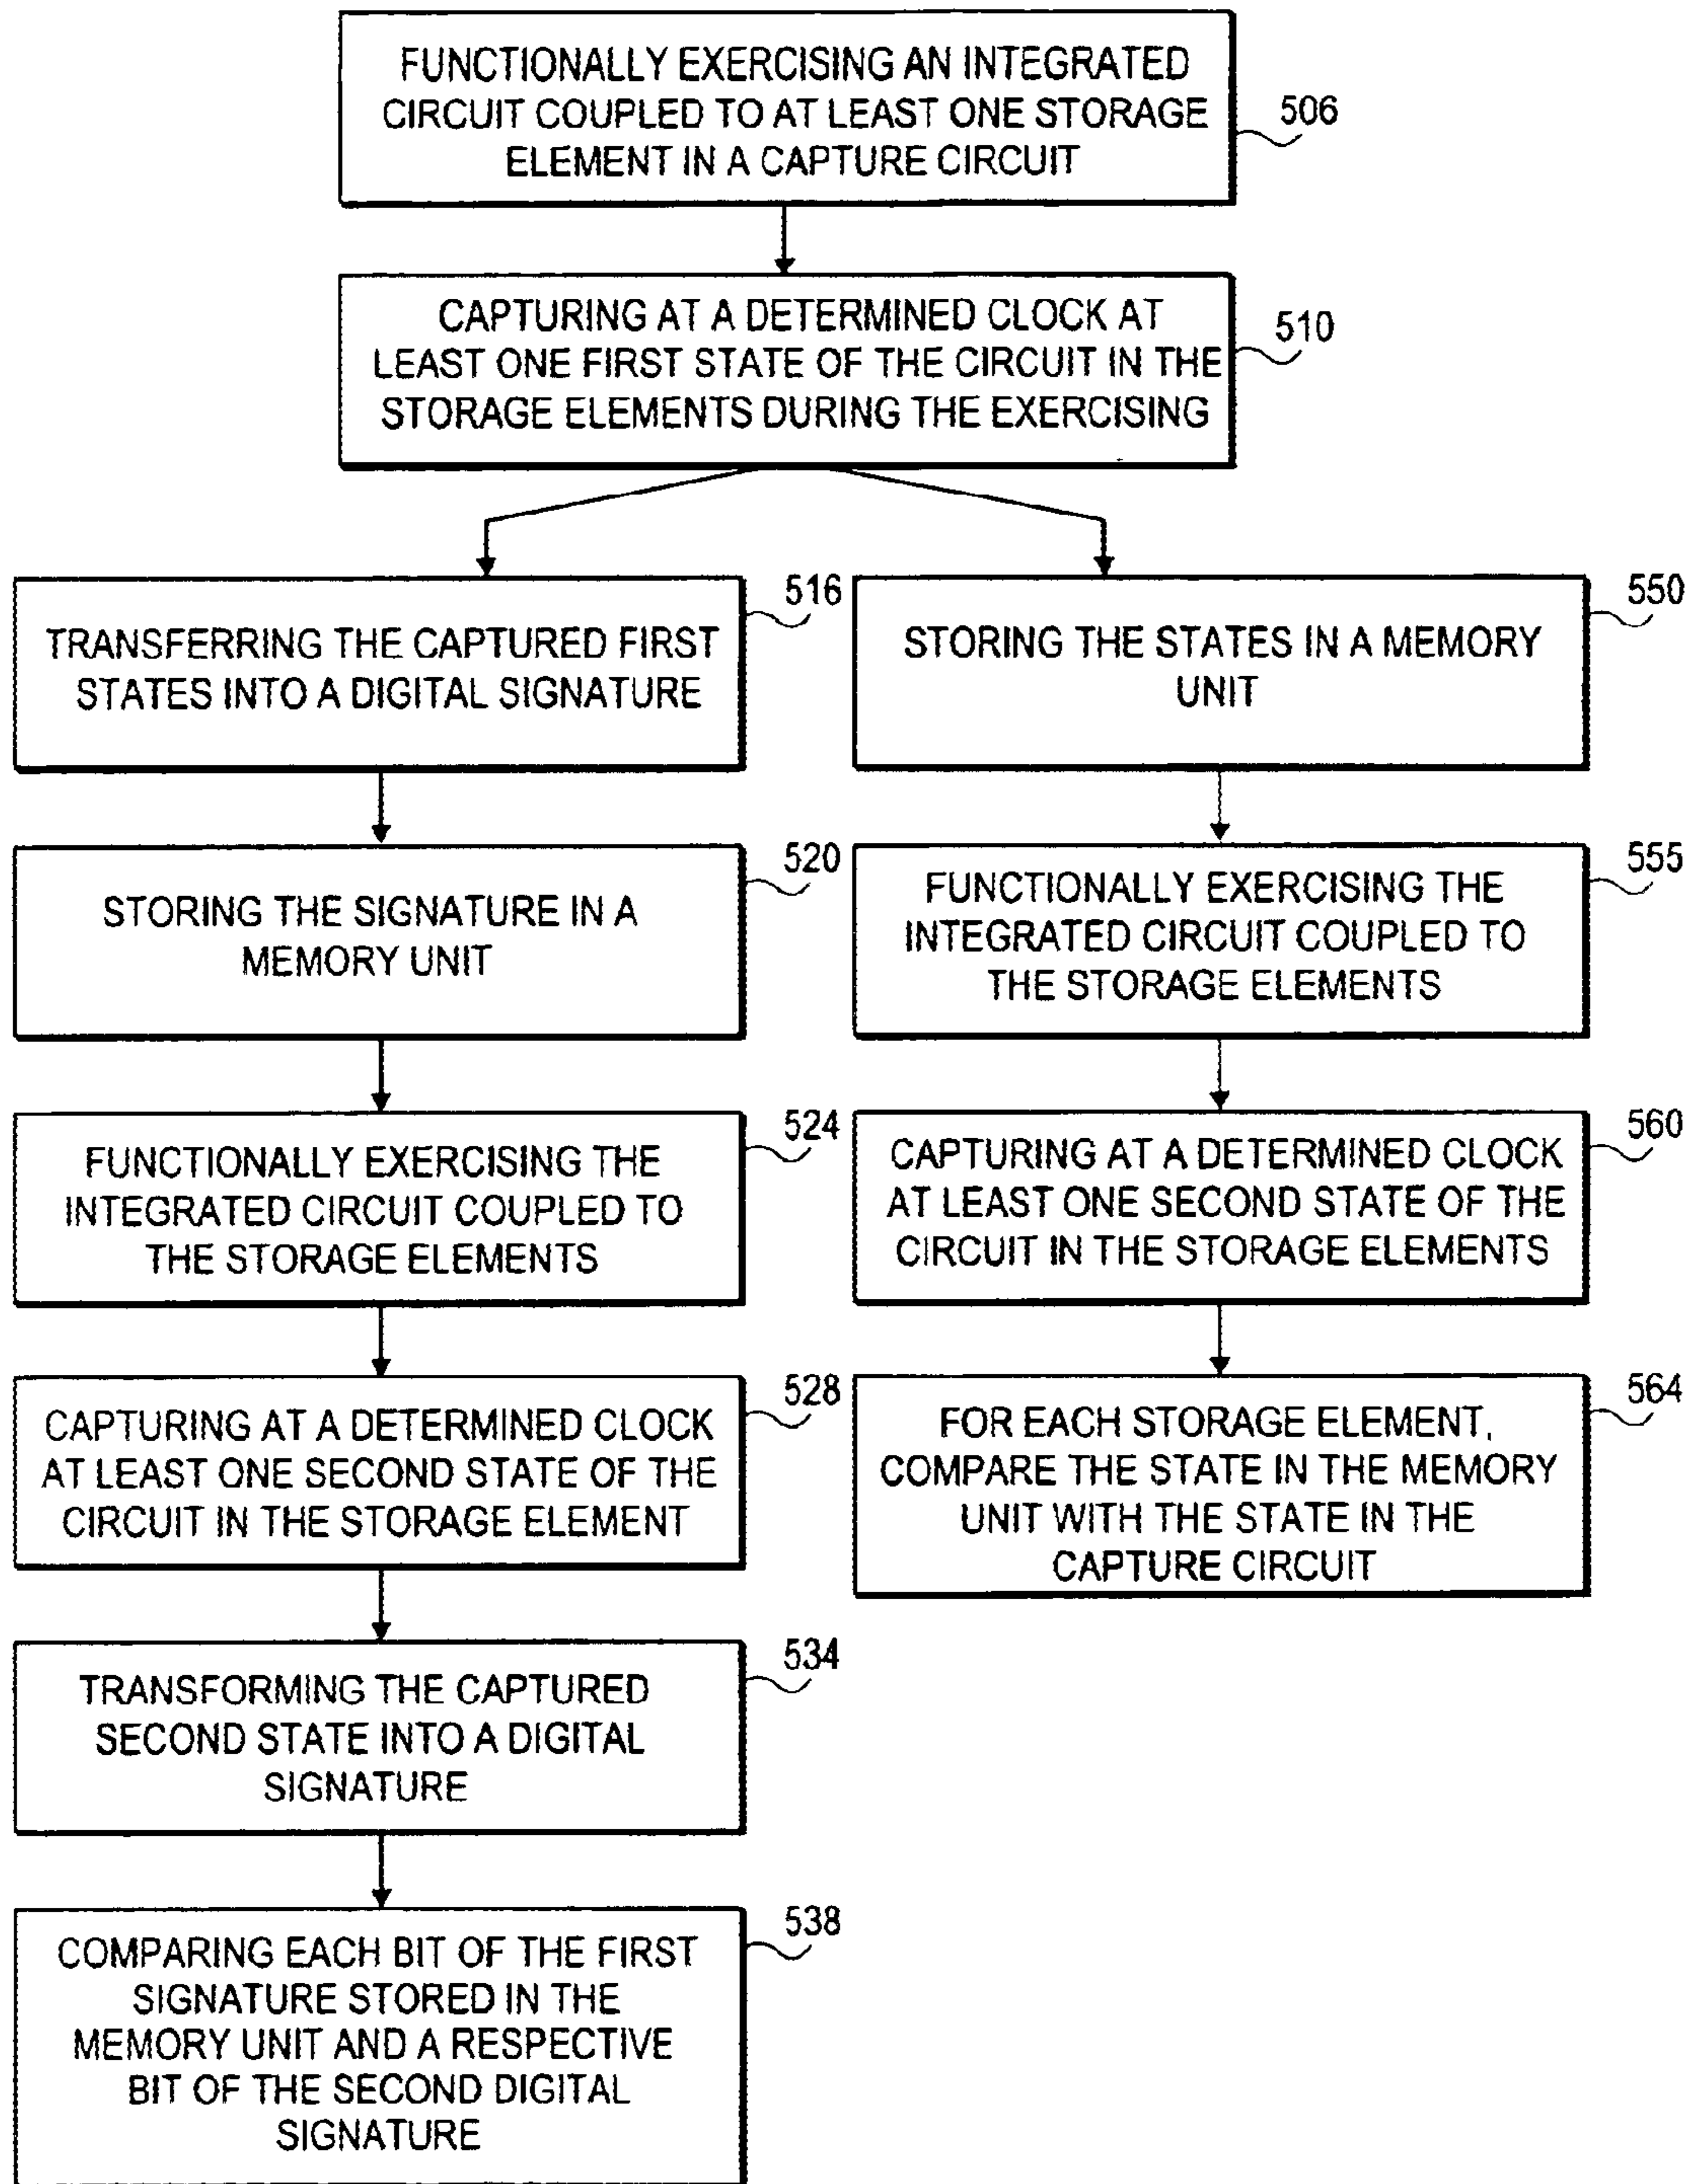 FUNCTIONALLY EXERCISING AN INTEGRATED
CIRCUIT COUPLED TO AT LEAST ONE STORAGE
ELEMENT IN A CAPTURE CIRCUIT
506
CAPTURING AT A DETERMINED CLOCK AT
LEAST ONE FIRST STATE OF THE CIRCUIT IN THE
STORAGE ELEMENTS DURING THE EXERCISING
510
TRANSFERRING THE CAPTURED FIRST
STATES INTO A DIGITAL SIGNATURE
516
STORING THE SIGNATURE IN A
MEMORY UNIT
520
FUNCTIONALLY EXERCISING THE
INTEGRATED CIRCUIT COUPLED TO
THE STORAGE ELEMENTS
524
CAPTURING AT A DETERMINED CLOCK
AT LEAST ONE SECOND STATE OF THE
CIRCUIT IN THE STORAGE ELEMENT
528
TRANSFORMING THE CAPTURED
SECOND STATE INTO A DIGITAL
SIGNATURE
534
COMPARING EACH BIT OF THE FIRST
SIGNATURE STORED IN THE
MEMORY UNIT AND A RESPECTIVE
BIT OF THE SECOND DIGITAL
SIGNATURE
538
STORING THE STATES IN A MEMORY
UNIT
550
FUNCTIONALLY EXERCISING THE
INTEGRATED CIRCUIT COUPLED TO
THE STORAGE ELEMENTS
555
CAPTURING AT A DETERMINED CLOCK
AT LEAST ONE SECOND STATE OF THE
CIRCUIT IN THE STORAGE ELEMENTS
560
FOR EACH STORAGE ELEMENT,
COMPARE THE STATE IN THE MEMORY
UNIT WITH THE STATE IN THE
CAPTURE CIRCUIT
564